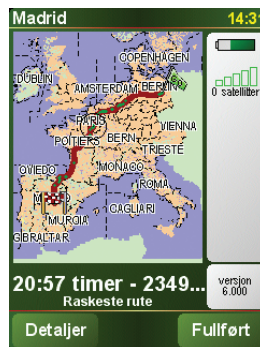 Madrid 14:3
COPENHAGEN
DUBLIN
AMSTERDAM BERLIN
PARIS
VIENNA
POITIERS BERN
TRIESTE
MONACO
OVIEDO
ROMA
CAGLIARI
MURCIA
GIBRALTAR
0 satellitter
20:57 timer - 2349...
Raskeste rute
versjon
6.000
Detaljer Fullført